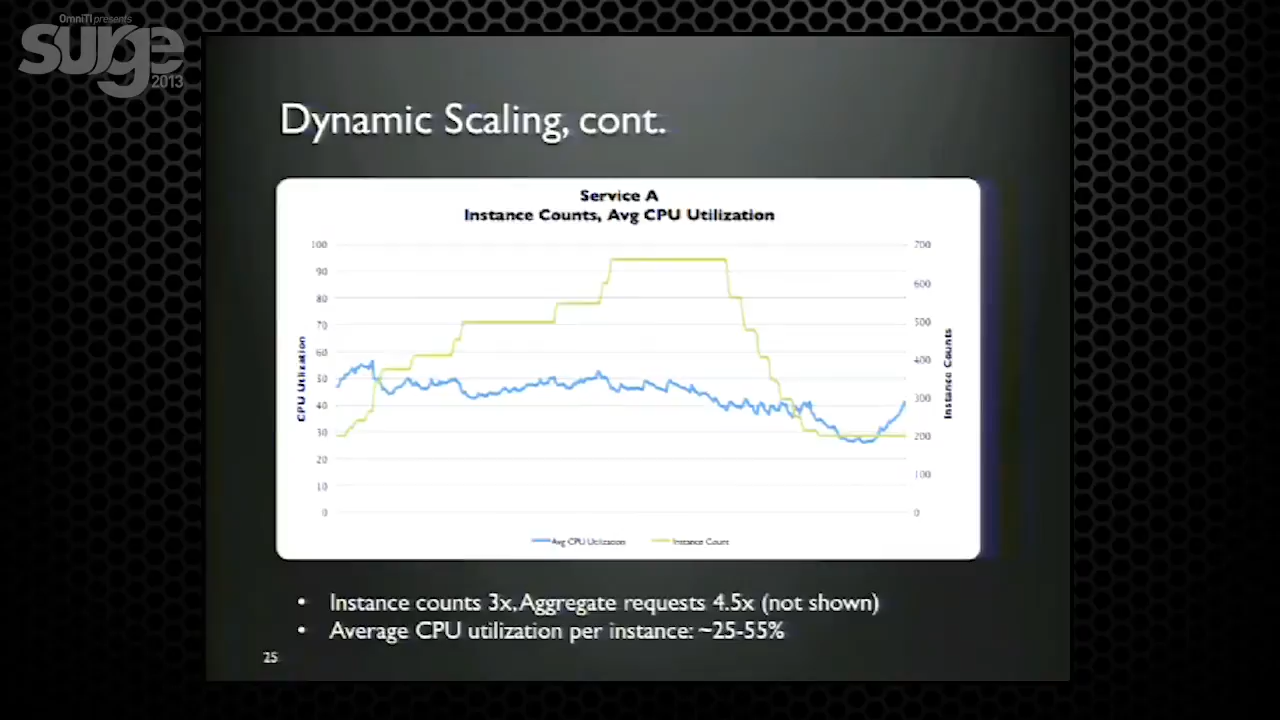 OmniTI presents
surge
2013
Dynamic Scaling, cont.
Service A
Instance Counts, Avg CPU Utilization
100
90
80
70
60
50
40
30
20
10
0
CPU Utilization
700
600
500
400
300
200
100
0
Instance Counts
Avg CPU Utilization
Instance Count
• Instance counts 3x, Aggregate requests 4.5x (not shown)
• Average CPU utilization per instance: ~25-55%
25